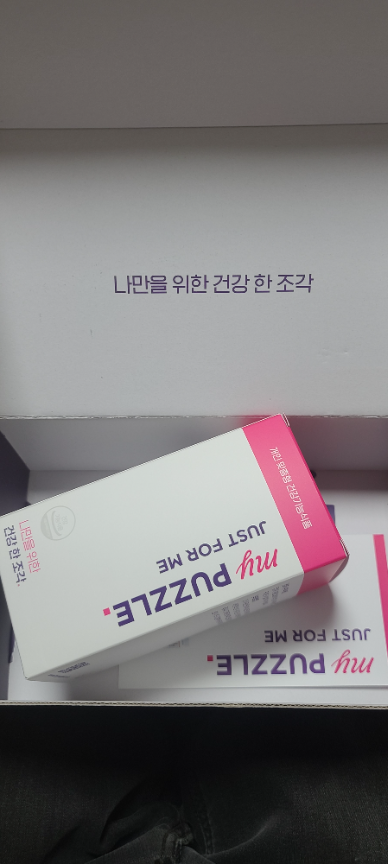 나만을 위한 건강 한 조각
개인 맞춤형 건강기능식품
JUST FOR ME
my PUZZLE.
나만을 위한
건강 한 조각.
JUST FOR ME
my PUZZLE.